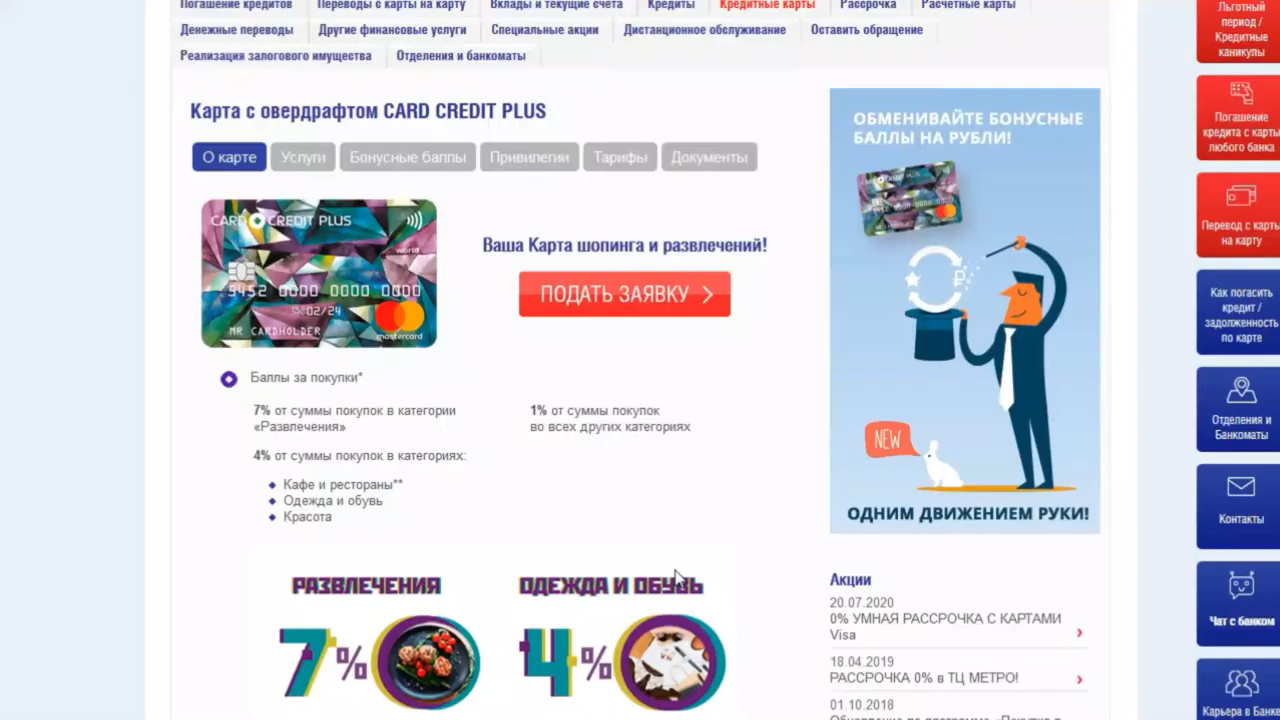 Погашение кредитов
Переводы с карты на карту
Вклады и текущие счета
Кредиты
Кредитные карты
Рассрочка
Расчетные карты
Денежные переводы
Другие финансовые услуги
Специальные акции
Дистанционное обслуживание
Оставить обращение
Реализация залогового имущества
Отделения и банкоматы
Карта с овердрафтом CARD CREDIT PLUS
О карте
Услуги
Бонусные баллы
Привилегии
Тарифы
Документы
CARD CREDIT PLUS
world
5452 0000 0000 0000
02/24
MR CARDHOLDER
mastercard
Ваша Карта шопинга и развлечений!
ПОДАТЬ ЗАЯВКУ
Баллы за покупки*
7% от суммы покупок в категории
«Развлечения»
1% от суммы покупок
во всех других категориях
4% от суммы покупок в категориях:
Кафе и рестораны**
Одежда и обувь
Красота
РАЗВЛЕЧЕНИЯ
ОДЕЖДА И ОБУВЬ
7%
4%
ОБМЕНИВАЙТЕ БОНУСНЫЕ
БАЛЛЫ НА РУБЛИ!
NEW
ОДНИМ ДВИЖЕНИЕМ РУКИ!
Акции
20.07.2020
0% УМНАЯ РАССРОЧКА С КАРТАМИ
Visa
18.04.2019
РАССРОЧКА 0% в ТЦ МЕТРО!
01.10.2018
Льготный
период /
Кредитные
каникулы
Погашение
кредита с карты
любого банка
Перевод с карты
на карту
Как погасить
кредит /
задолженность
по карте
Отделения и
Банкоматы
Контакты
Чат с банком
Карьера в Банке